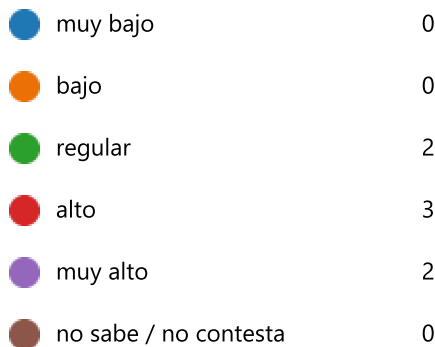 muy bajo 0
bajo 0
regular 2
alto 3
muy alto 2
no sabe / no contesta 0